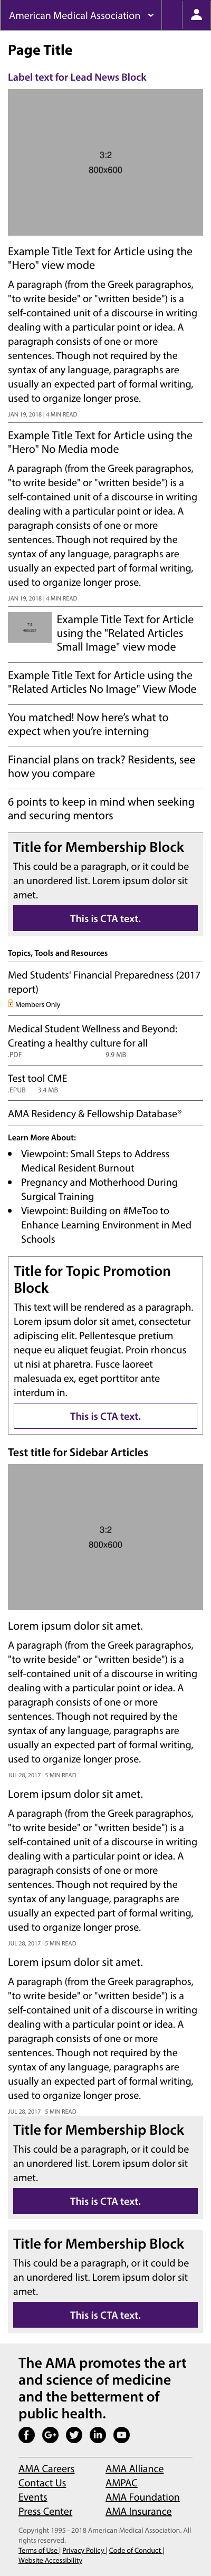 American Medical Association
Page Title
Label text for Lead News Block
3:2
800x600
Example Title Text for Article using the
"Hero" view mode
A paragraph (from the Greek paragraphos,
"to write beside" or "written beside") is a
self-contained unit of a discourse in writing
dealing with a particular point or idea. A
paragraph consists of one or more
sentences. Though not required by the
syntax of any language, paragraphs are
usually an expected part of formal writing,
used to organize longer prose.
JAN 19, 2018 | 4 MIN READ
Example Title Text for Article using the
"Hero" No Media mode
A paragraph (from the Greek paragraphos,
"to write beside" or "written beside") is a
self-contained unit of a discourse in writing
dealing with a particular point or idea. A
paragraph consists of one or more
sentences. Though not required by the
syntax of any language, paragraphs are
usually an expected part of formal writing,
used to organize longer prose.
JAN 19, 2018 | 4 MIN READ
Example Title Text for Article
using the "Related Articles
Small Image" view mode
Example Title Text for Article using the
"Related Articles No Image" View Mode
You matched! Now here's what to
expect when you're interning
Financial plans on track? Residents, see
how you compare
6 points to keep in mind when seeking
and securing mentors
Title for Membership Block
This could be a paragraph, or it could be
an unordered list. Lorem ipsum dolor sit
amet.
This is CTA text.
Topics, Tools and Resources
Med Students' Financial Preparedness (2017
report)
Members Only
Medical Student Wellness and Beyond:
Creating a healthy culture for all
.PDF 9.9 MB
Test tool CME
.EPUB 3.4 MB
AMA Residency & Fellowship Database®
Learn More About:
• Viewpoint: Small Steps to Address
Medical Resident Burnout
• Pregnancy and Motherhood During
Surgical Training
• Viewpoint: Building on #MeToo to
Enhance Learning Environment in Med
Schools
Title for Topic Promotion
Block
This text will be rendered as a paragraph.
Lorem ipsum dolor sit amet, consectetur
adipiscing elit. Pellentesque pretium
neque eu aliquet feugiat. Proin rhoncus
ut nisi at pharetra. Fusce laoreet
malesuada ex, eget porttitor ante
interdum in.
This is CTA text.
Test title for Sidebar Articles
3:2
800x600
Lorem ipsum dolor sit amet.
A paragraph (from the Greek paragraphos,
"to write beside" or "written beside") is a
self-contained unit of a discourse in writing
dealing with a particular point or idea. A
paragraph consists of one or more
sentences. Though not required by the
syntax of any language, paragraphs are
usually an expected part of formal writing,
used to organize longer prose.
JUL 28, 2017 | 5 MIN READ
Lorem ipsum dolor sit amet.
A paragraph (from the Greek paragraphos,
"to write beside" or "written beside") is a
self-contained unit of a discourse in writing
dealing with a particular point or idea. A
paragraph consists of one or more
sentences. Though not required by the
syntax of any language, paragraphs are
usually an expected part of formal writing,
used to organize longer prose.
JUL 28, 2017 | 5 MIN READ
Lorem ipsum dolor sit amet.
A paragraph (from the Greek paragraphos,
"to write beside" or "written beside") is a
self-contained unit of a discourse in writing
dealing with a particular point or idea. A
paragraph consists of one or more
sentences. Though not required by the
syntax of any language, paragraphs are
usually an expected part of formal writing,
used to organize longer prose.
JUL 28, 2017 | 5 MIN READ
Title for Membership Block
This could be a paragraph, or it could be
an unordered list. Lorem ipsum dolor sit
amet.
This is CTA text.
Title for Membership Block
This could be a paragraph, or it could be
an unordered list. Lorem ipsum dolor sit
amet.
This is CTA text.
The AMA promotes the art
and science of medicine
and the betterment of
public health.
AMA Careers AMA Alliance
Contact Us AMPAC
Events AMA Foundation
Press Center AMA Insurance
Copyright 1995 - 2018 American Medical Association. All
rights reserved.
Terms of Use | Privacy Policy | Code of Conduct |
Website Accessibility